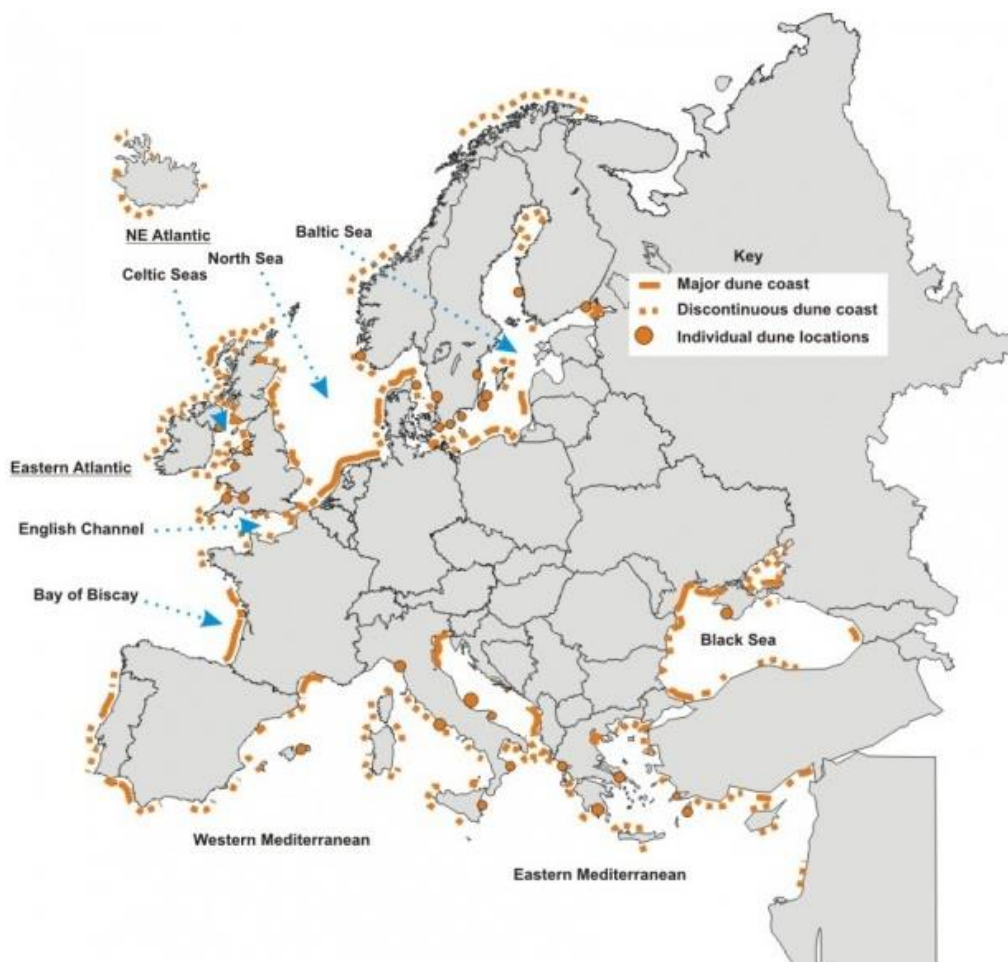 Baltic Sea
NE Atlantic
North Sea
Celtic Seas
Key
Major dune coast
Discontinuous dune coast
Individual dune locations
Eastern Atlantic
English Channel
Bay of Biscay
Black Sea
Western Mediterranean
Eastern Mediterranean